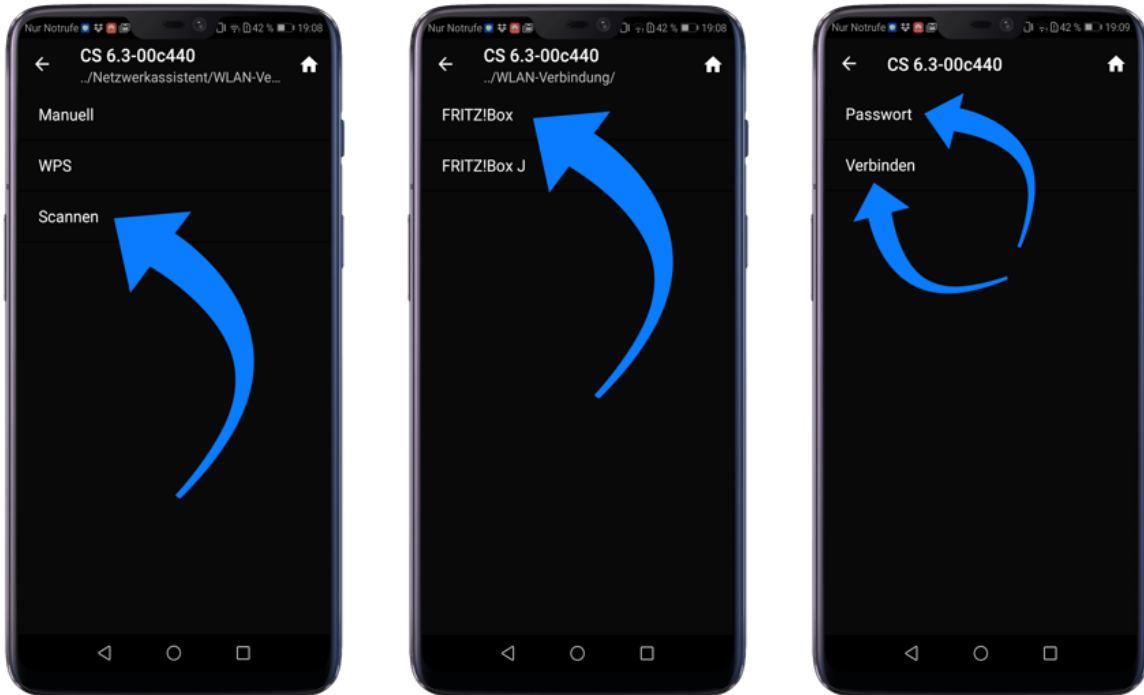 Nur Notrufe 42 % 19:08
CS 6.3-00c440
../Netzwerkassistent/WLAN-Ve...
Manuell
WPS
Scannen
Nur Notrufe 42 % 19:08
CS 6.3-00c440
../WLAN-Verbindung/
FRITZ!Box
FRITZ!Box J
Nur Notrufe 42 % 19:09
CS 6.3-00c440
Passwort
Verbinden